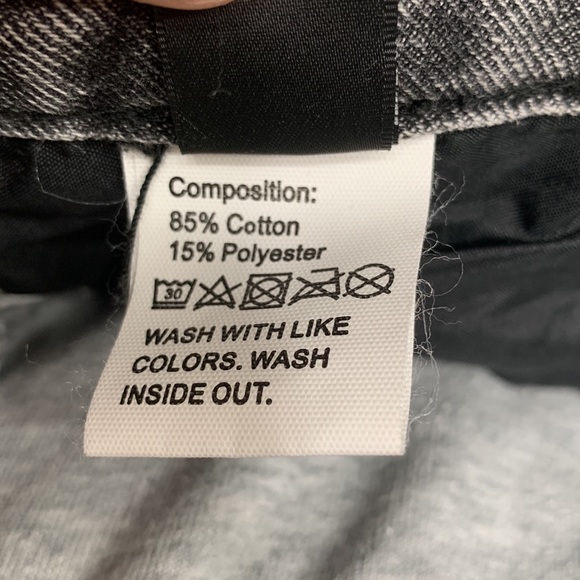 Composition:
85% Cotton
15% Polyester
30
WASH WITH LIKE
COLORS. WASH
INSIDE OUT.